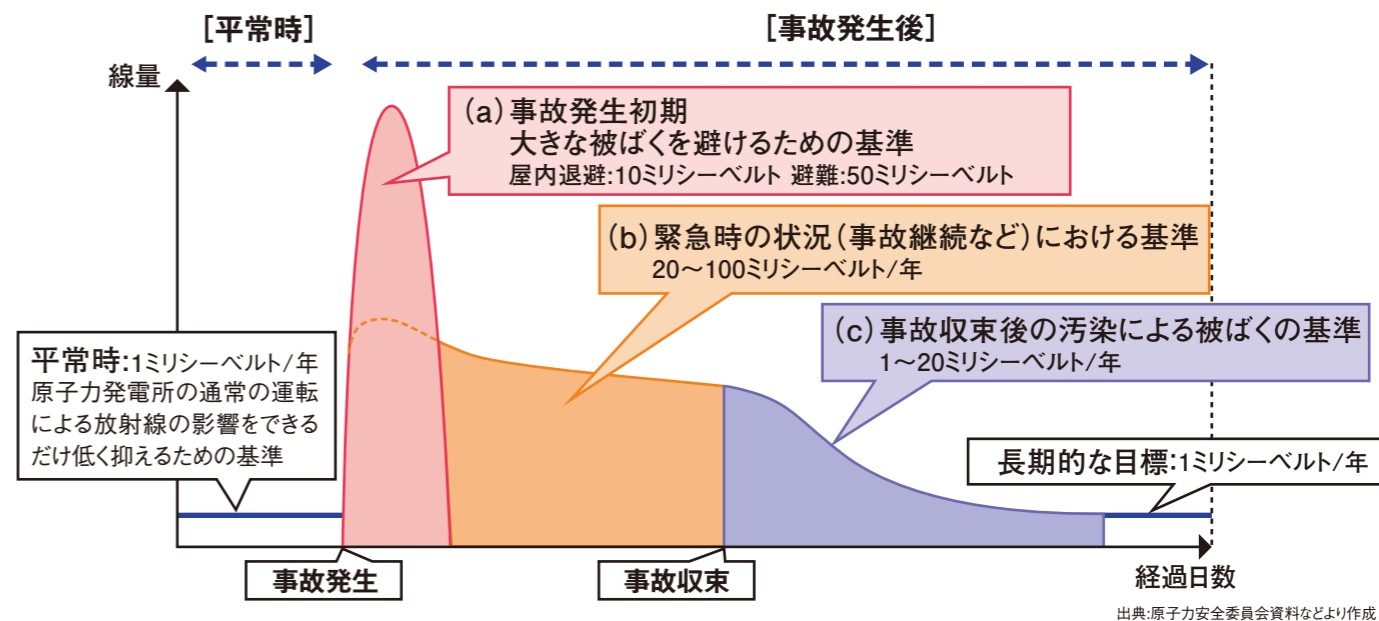 [平常時]
[事故発生後]
線量
(a)事故発生初期
大きな被ばくを避けるための基準
屋内退避:10ミリシーベルト 避難:50ミリシーベルト
(b)緊急時の状況(事故継続など)における基準
20〜100ミリシーベルト/年
(c)事故収束後の汚染による被ばくの基準
1〜20ミリシーベルト/年
平常時:1ミリシーベルト/年
原子力発電所の通常の運転
による放射線の影響をできる
だけ低く抑えるための基準
長期的な目標:1ミリシーベルト/年
事故発生
事故収束
経過日数
出典:原子力安全委員会資料などより作成